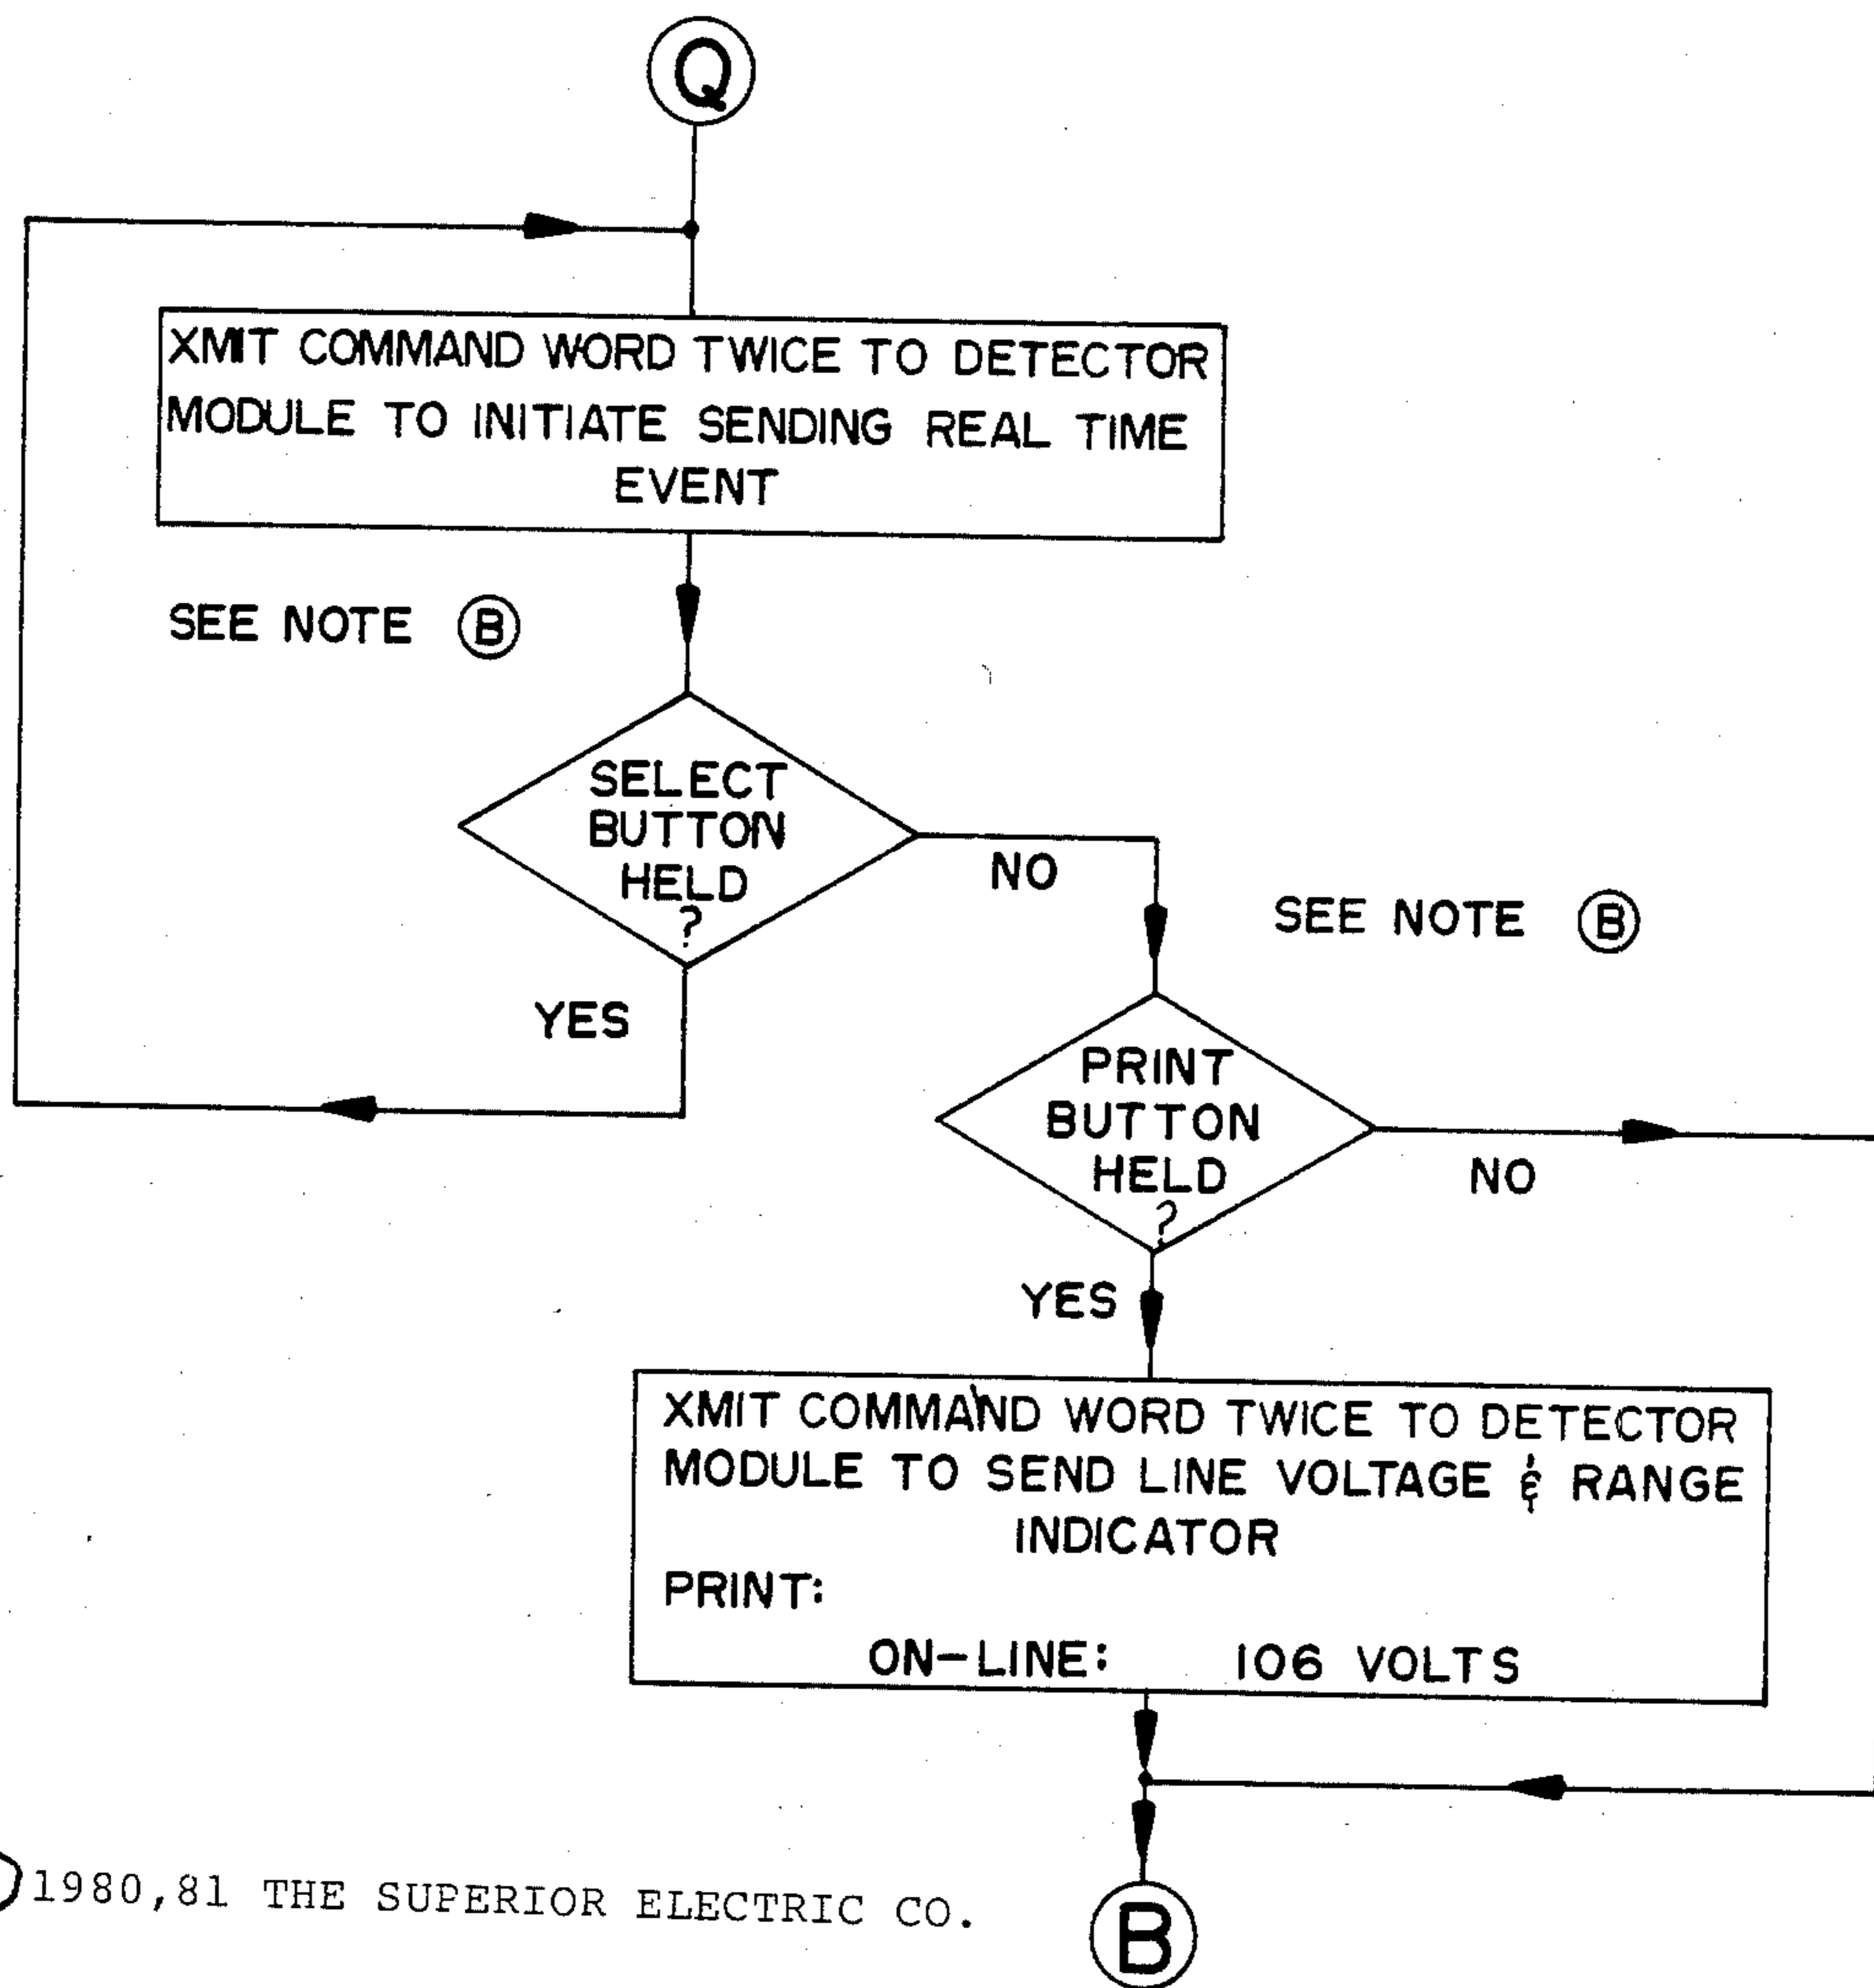 Q
XMIT COMMAND WORD TWICE TO DETECTOR
MODULE TO INITIATE SENDING REAL TIME
EVENT
SEE NOTE B
SELECT
BUTTON
HELD
?
NO
YES
SEE NOTE B
PRINT
BUTTON
HELD
?
NO
YES
XMIT COMMAND WORD TWICE TO DETECTOR
MODULE TO SEND LINE VOLTAGE & RANGE
INDICATOR
PRINT:
ON-LINE: 106 VOLTS
1980,81 THE SUPERIOR ELECTRIC CO.
B